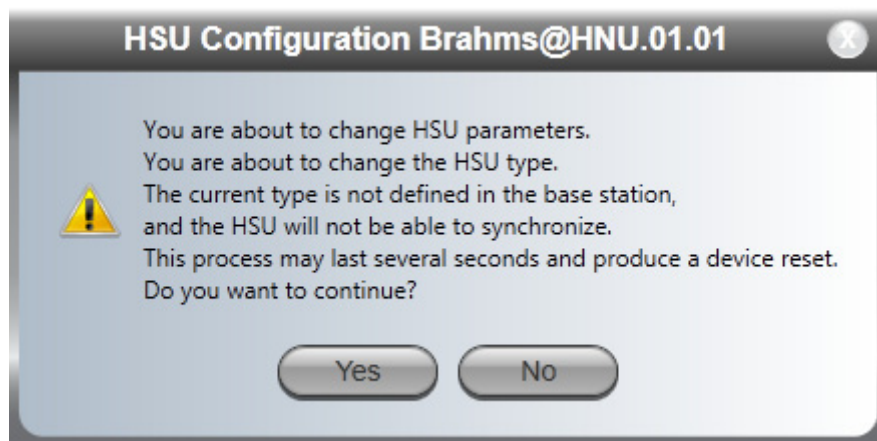 HSU Configuration Brahms@HNU.01.01
You are about to change HSU parameters.
You are about to change the HSU type.
The current type is not defined in the base station,
and the HSU will not be able to synchronize.
This process may last several seconds and produce a device reset.
Do you want to continue?
Yes No